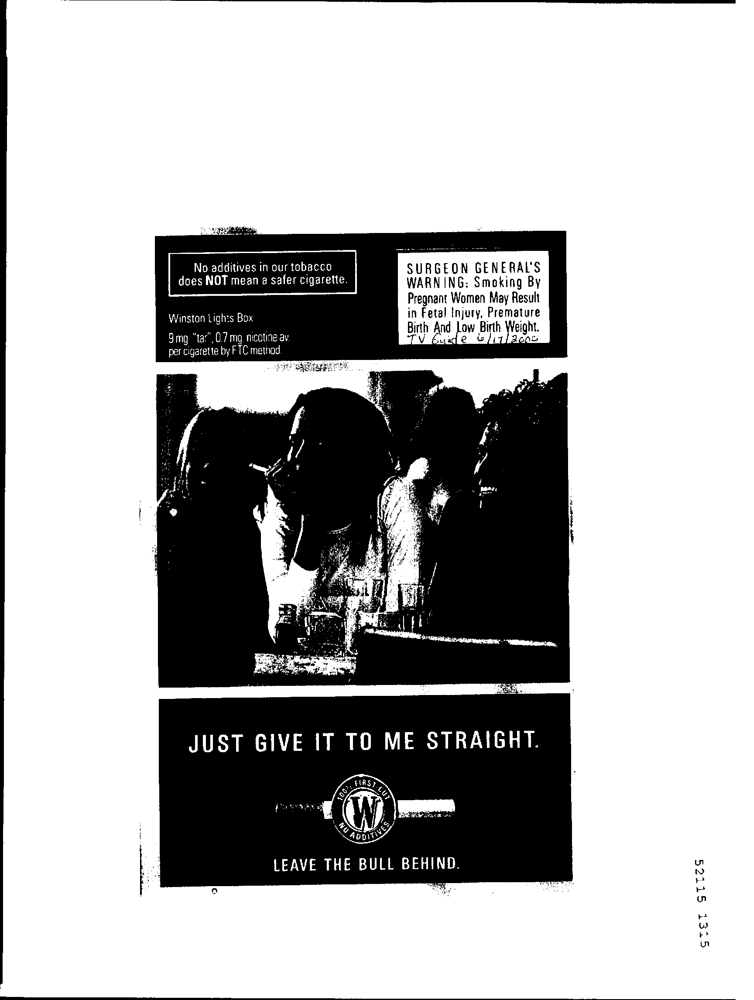 No additives in our tobacco
does NOT mean a safer cigarette.
Winston Lights Box
9 mg. "tar", 0.7 mg. nicotine av.
per cigarette by FTC method.
SURGEON GENERAL'S
WARNING: Smoking By
Pregnant Women May Result
in Fetal Injury, Premature
Birth And Low Birth Weight.
TV Guide 6/17/2000
JUST GIVE IT TO ME STRAIGHT.
100% FIRST CUT
W
NO ADDITIVES
LEAVE THE BULL BEHIND.
52115 1315